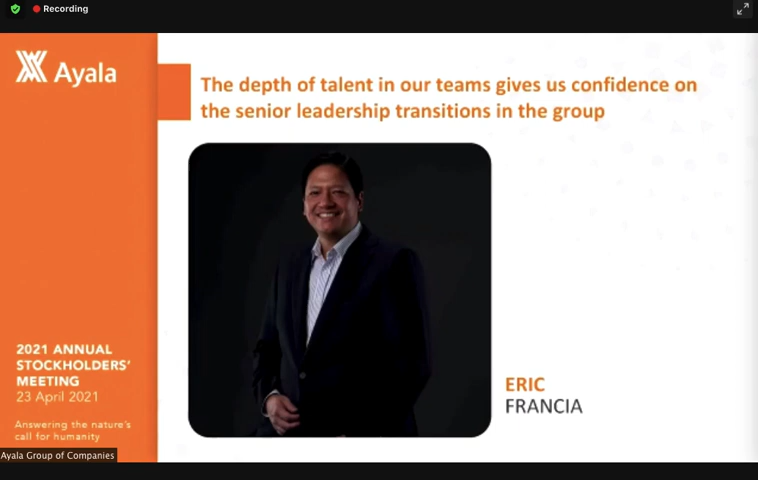 Recording
Ayala
The depth of talent in our teams gives us confidence on
the senior leadership transitions in the group
ERIC
FRANCIA
2021 ANNUAL
STOCKHOLDERS'
MEETING
23 April 2021
Answering the nature's
call for humanity
Ayala Group of Companies